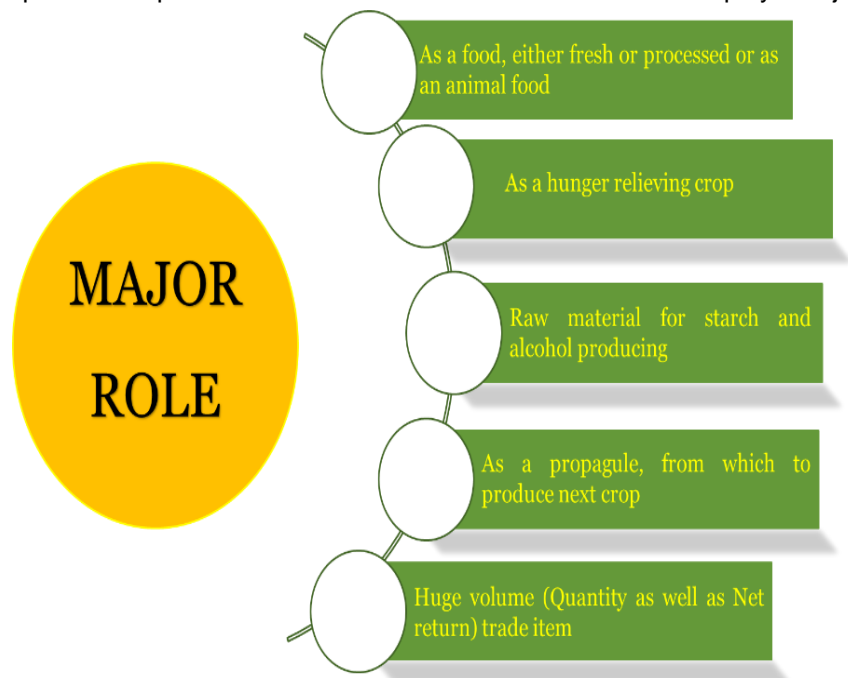 MAJOR
ROLE
As a food, either fresh or processed or as
an animal food
As a hunger relieving crop
Raw material for starch and
alcohol producing
As a propagule, from which to
produce next crop
Huge volume (Quantity as well as Net
return) trade item